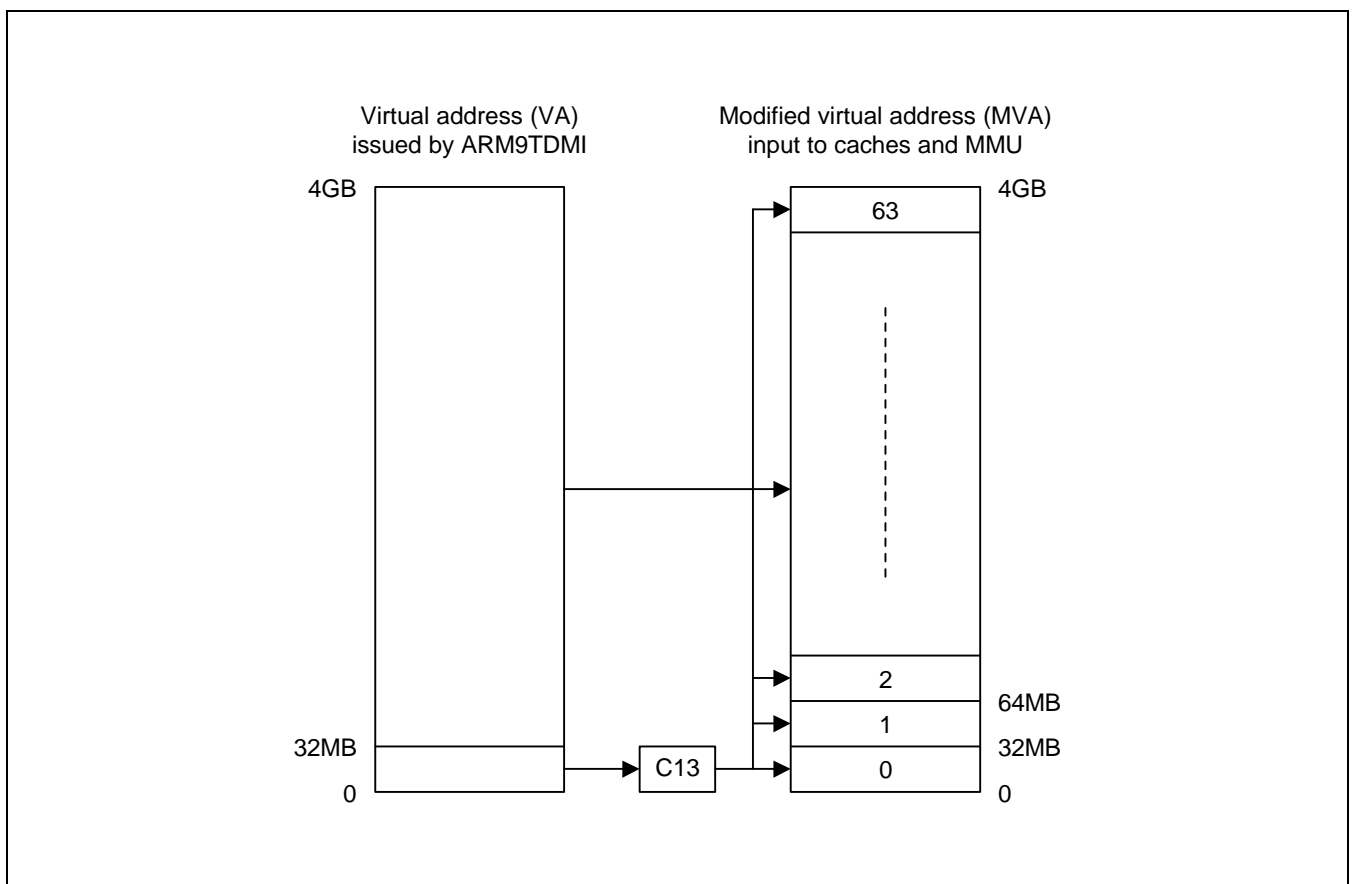 Virtual address (VA)
issued by ARM9TDMI
Modified virtual address (MVA)
input to caches and MMU
4GB
4GB
63
2
64MB
1
32MB
32MB
C13
0
0
0